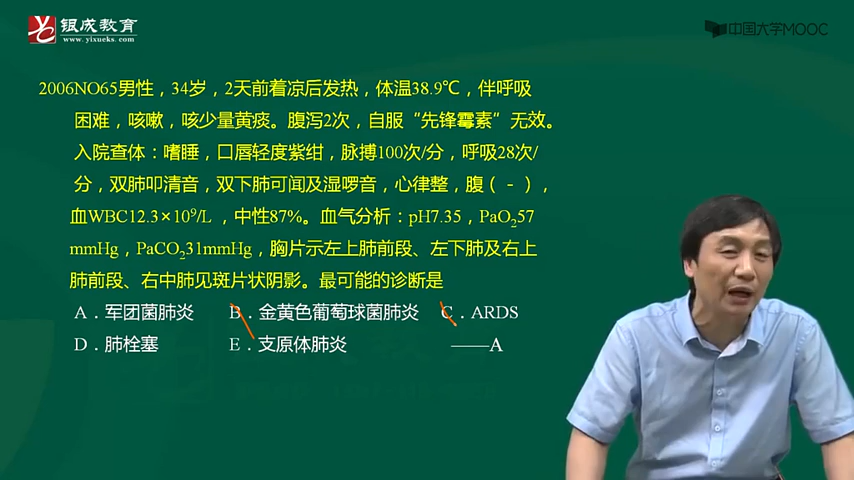 银成教育
www.yixueks.com
中国大学MOOC
2006NO65男性，34岁，2天前着凉后发热，体温38.9℃，伴呼吸
困难，咳嗽，咳少量黄痰。腹泻2次，自服“先锋霉素”无效。
入院查体：嗜睡，口唇轻度紫绀，脉搏100次/分，呼吸28次/
分，双肺叩清音，双下肺可闻及湿啰音，心律整，腹（－），
血WBC12.3×10⁹/L ，中性87%。血气分析：pH7.35，PaO₂57
mmHg，PaCO₂31mmHg，胸片示左上肺前段、左下肺及右上
肺前段、右中肺见斑片状阴影。最可能的诊断是
A．军团菌肺炎 B．金黄色葡萄球菌肺炎 C．ARDS
D．肺栓塞 E．支原体肺炎 ——A